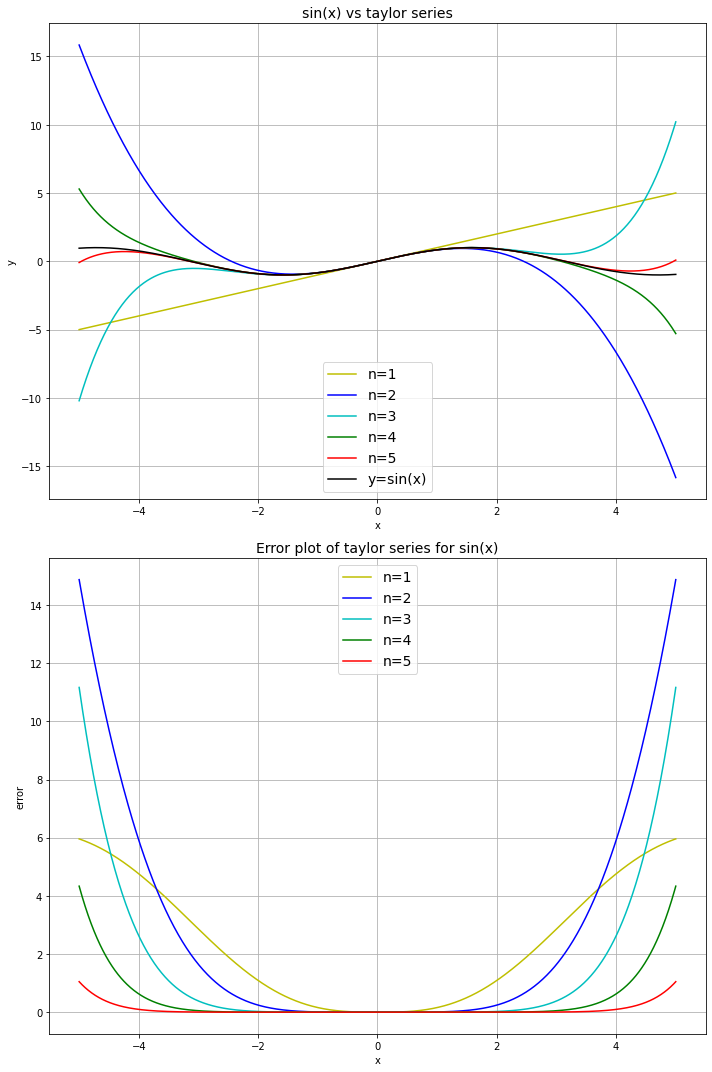 sin(x) vs taylor series
15
10
5
0
−5
−10
−15
y
n=1
n=2
n=3
n=4
n=5
y=sin(x)
−4
−2
0
2
4
x
Error plot of taylor series for sin(x)
n=1
n=2
n=3
n=4
n=5
14
12
10
8
6
4
2
0
error
−4
−2
0
2
4
x